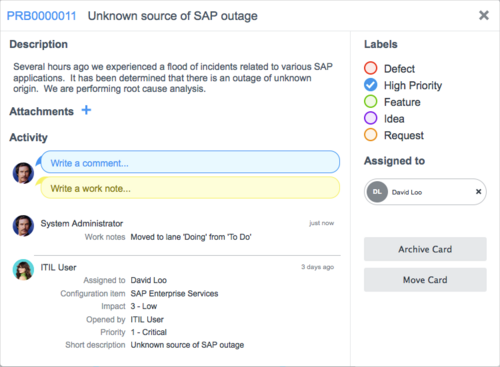 PRB0000011 Unknown source of SAP outage
Description
Several hours ago we experienced a flood of incidents related to various SAP
applications. It has been determined that there is an outage of unknown
origin. We are performing root cause analysis.
Attachments +
Activity
Write a comment...
Write a work note...
System Administrator just now
Work notes Moved to lane 'Doing' from 'To Do'
ITIL User 3 days ago
Assigned to David Loo
Configuration item SAP Enterprise Services
Impact 3 - Low
Opened by ITIL User
Priority 1 - Critical
Short description Unknown source of SAP outage
Labels
Defect
High Priority
Feature
Idea
Request
Assigned to
DL David Loo
Archive Card
Move Card